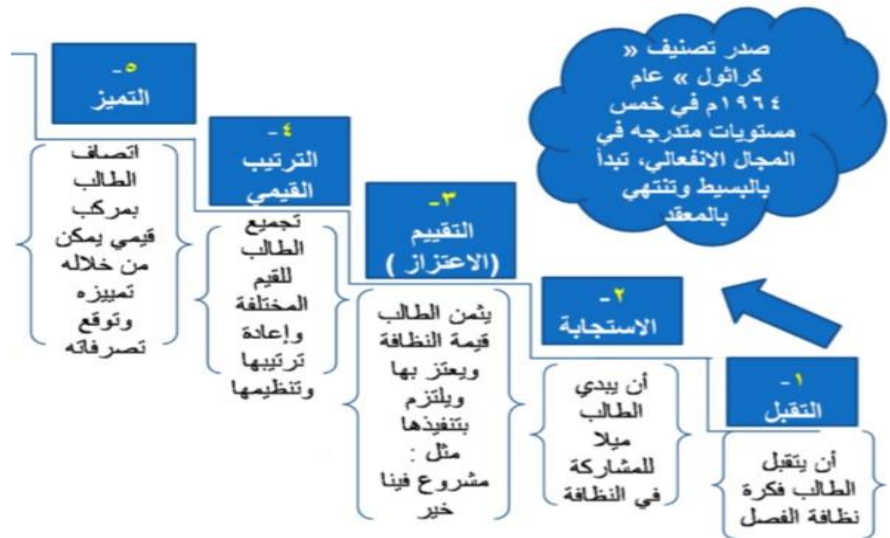 صدر تصنيف «
كراثول » عام
١٩٦٤م في خمس
مستويات متدرجه في
المجال الانفعالي، تبدأ
بالبسيط وتنتهي
بالمعقد
١-
التقبل
أن يتقبل
الطالب فكرة
نظافة الفصل
٢-
الاستجابة
أن يبدي
الطالب
ميلا
للمشاركة
في النظافة
٣-
التقييم
(الاعتزاز )
يثمن الطالب
قيمة النظافة
ويعتز بها
ويلتزم
بتنفيذها
مثل :
مشروع فينا
خير
٤-
الترتيب
القيمي
تجميع
الطالب
للقيم
المختلفة
وإعادة
ترتيبها
وتنظيمها
٥-
التميز
اتصاف
الطالب
بمركب
قيمي يمكن
من خلاله
تمييزه
وتوقع
تصرفاته